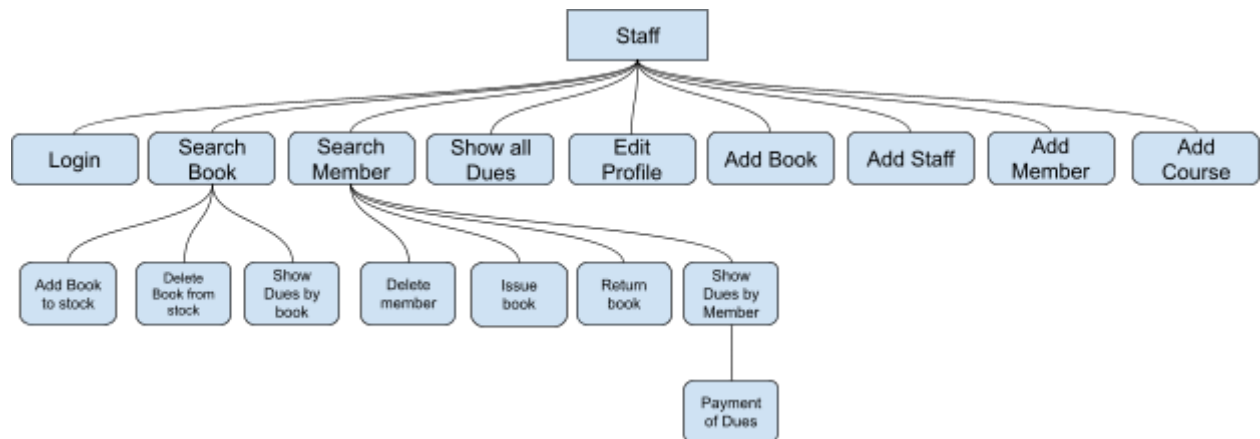 Staff
Login
Search
Book
Search
Member
Show all
Dues
Edit
Profile
Add Book
Add Staff
Add
Member
Add
Course
Add Book
to stock
Delete
Book from
stock
Show
Dues by
book
Delete
member
Issue
book
Return
book
Show
Dues by
Member
Payment
of Dues